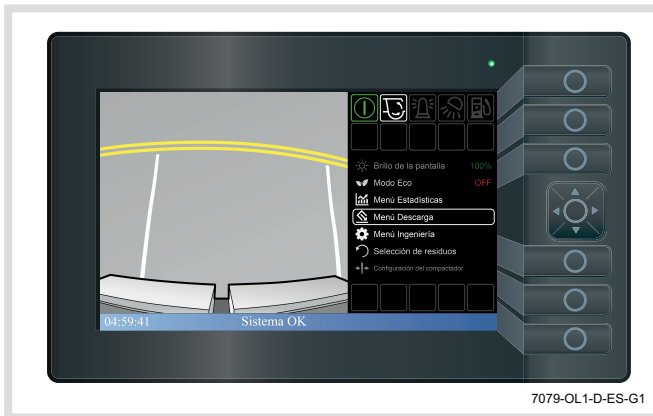 Brillo de la pantalla 100%
Modo Eco OFF
Menú Estadísticas
Menú Descarga
Menú Ingeniería
Selección de residuos
Configuración del compactador
04:59:41 Sistema OK
7079-OL1-D-ES-G1